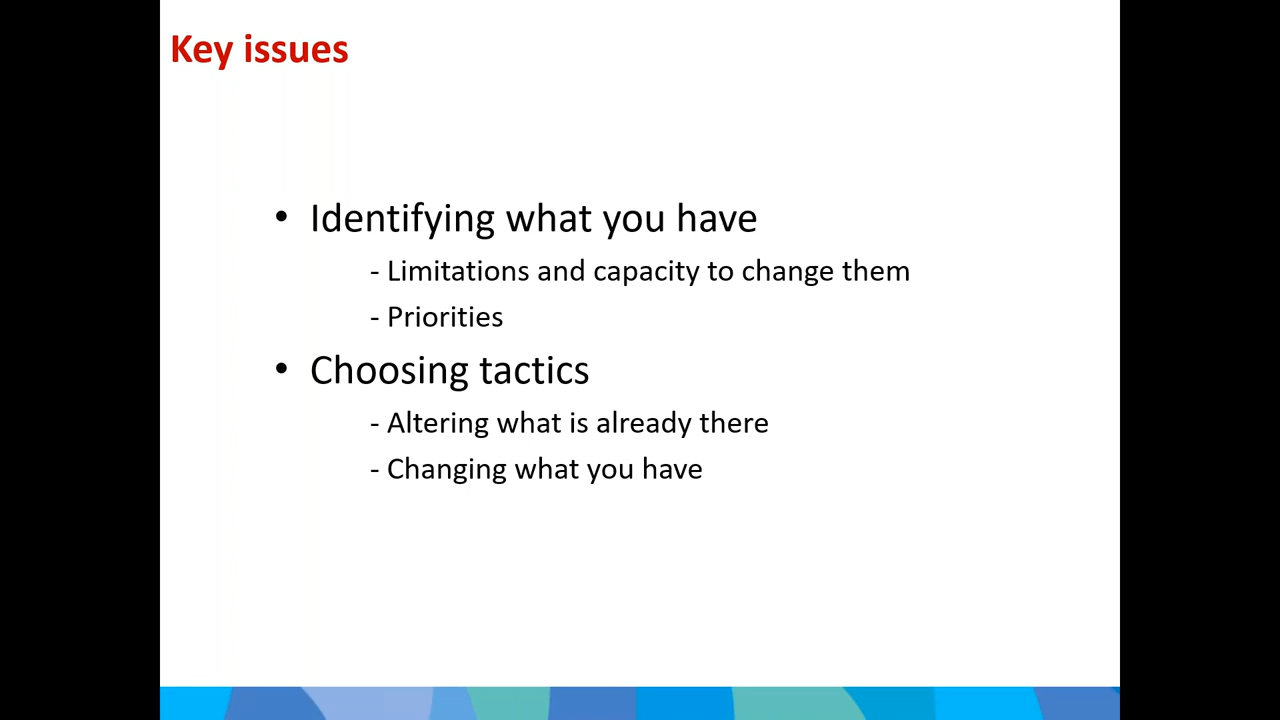 Key issues
• Identifying what you have
- Limitations and capacity to change them
- Priorities
• Choosing tactics
- Altering what is already there
- Changing what you have